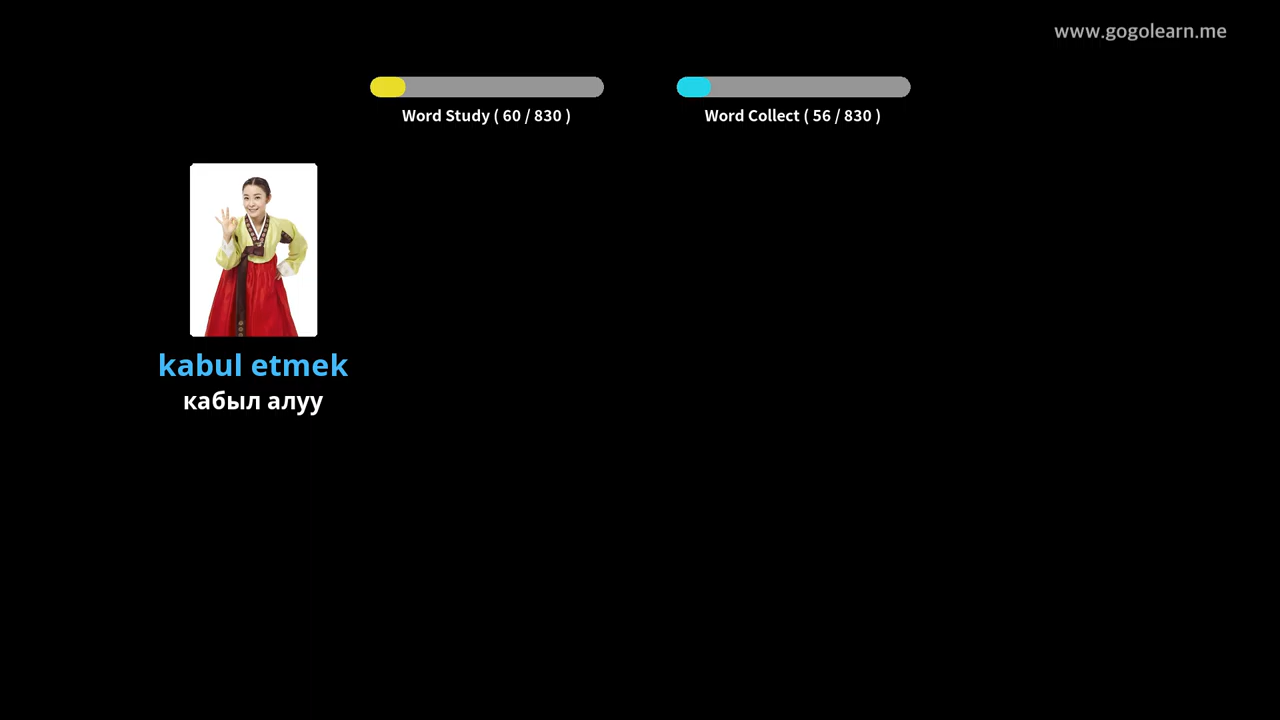 www.gogolearn.me
Word Study ( 60 / 830 )
Word Collect ( 56 / 830 )
kabul etmek
кабыл алуу